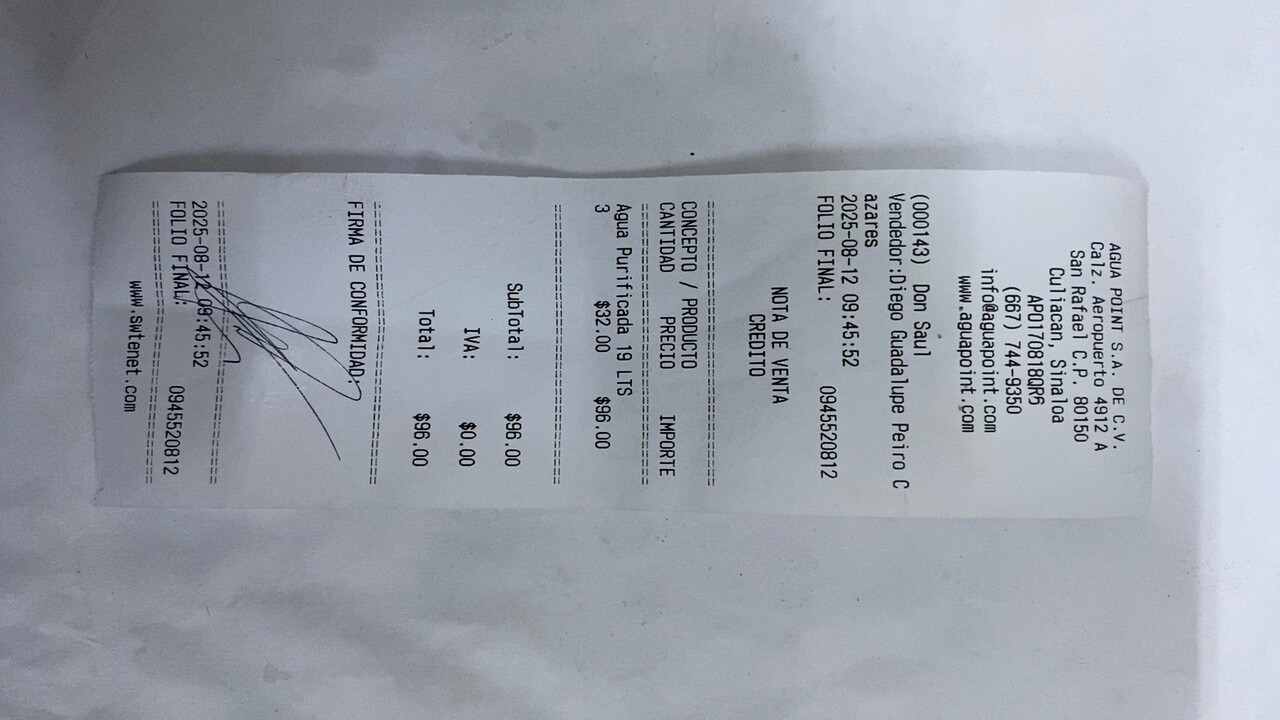 AGUA POINT S.A. DE C.V.
Calz. Aeropuerto 4912 A
San Rafael C.P. 80150
Culiacan, Sinaloa
APO170818QR9
(667) 744-9350
info@aguapoint.com
www.aguapoint.com
(000143) Don Saul
Vendedor:Diego Guadalupe Peiro C
azares
2025-08-12 09:45:52
FOLIO FINAL: 0945520812
NOTA DE VENTA
CREDITO
CONCEPTO / PRODUCTO
CANTIDAD PRECIO IMPORTE
Agua Purificada 19 LTS
3 $32.00 $96.00
SubTotal: $96.00
IVA: $0.00
Total: $96.00
FIRMA DE CONFORMIDAD:
2025-08-12 09:45:52
FOLIO FINAL: 0945520812
www.swtenet.com